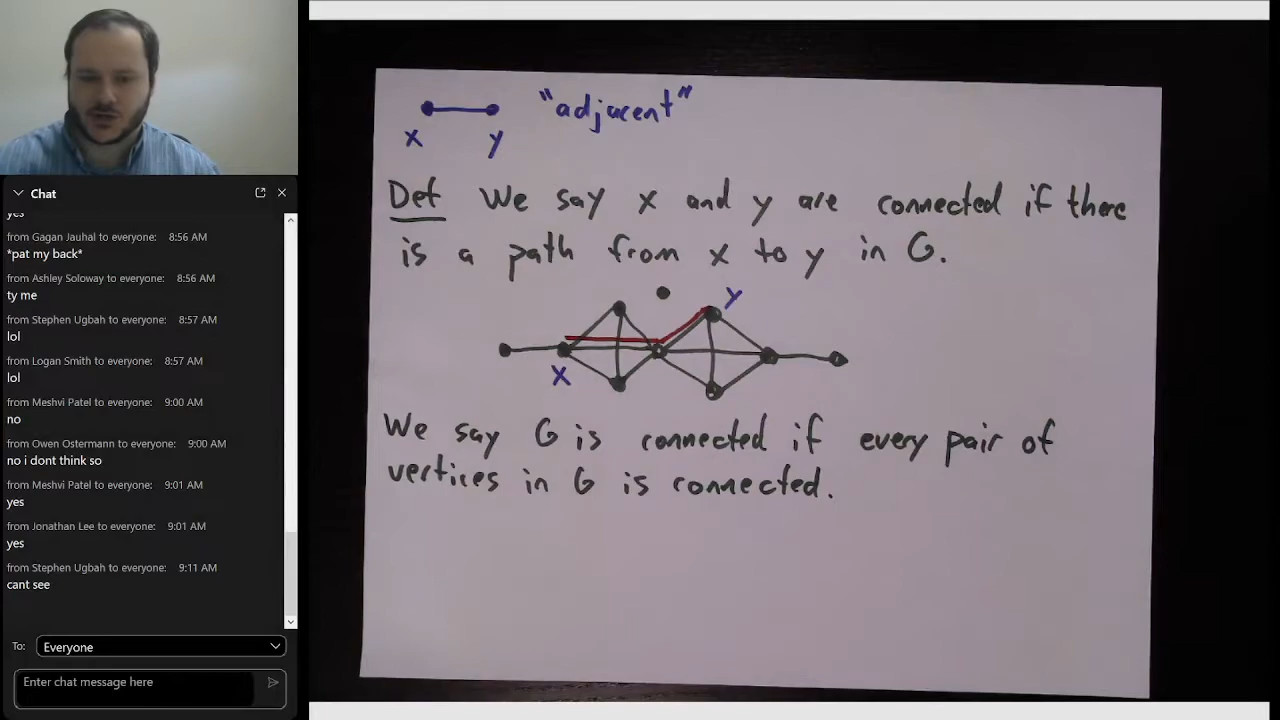 Chat
yes
from Gagan Jauhal to everyone: 8:56 AM
*pat my back*
from Ashley Soloway to everyone: 8:56 AM
ty me
from Stephen Ugbah to everyone: 8:57 AM
lol
from Logan Smith to everyone: 8:57 AM
lol
from Meshvi Patel to everyone: 9:00 AM
no
from Owen Ostermann to everyone: 9:00 AM
no i dont think so
from Meshvi Patel to everyone: 9:01 AM
yes
from Jonathan Lee to everyone: 9:01 AM
yes
from Stephen Ugbah to everyone: 9:11 AM
cant see
To: Everyone
Enter chat message here
"adjacent"
x y
Def We say x and y are connected if there
is a path from x to y in G.
y
x
We say G is connected if every pair of
vertices in G is connected.